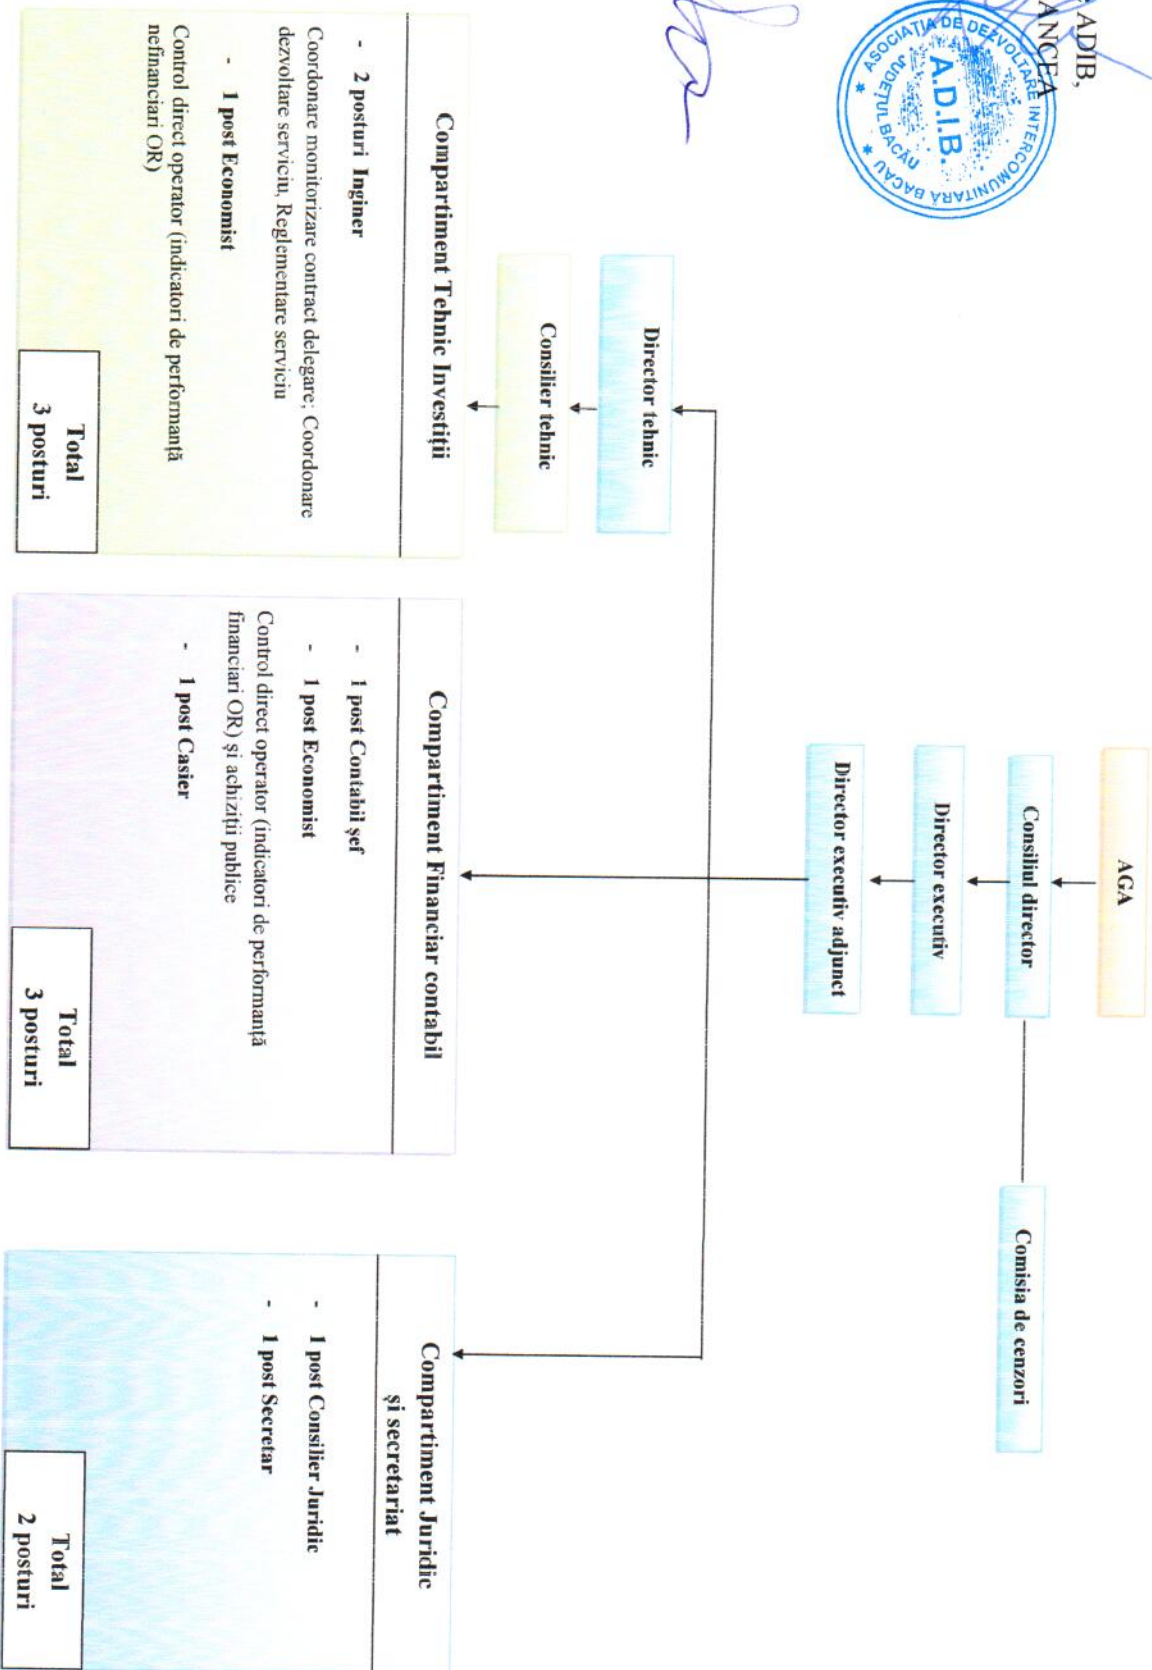 ADIB,
ANCEA
ASOCIAȚIA DE DEZVOLTARE INTERCOMUNITARĂ BACĂU
JUDEȚUL BACĂU
A.D.I.B.
AGA
Consiliul director
Comisia de cenzori
Director executiv
Director executiv adjunct
Director tehnic
Consilier tehnic
Compartiment Tehnic Investiții
- 2 posturi Inginer
Coordonare monitorizare contract delegare; Coordonare
dezvoltare serviciu, Reglementare serviciu
- 1 post Economist
Control direct operator (indicatori de performanță
nefinanciari OR)
Total
3 posturi
Compartiment Financiar contabil
- 1 post Contabil șef
- 1 post Economist
Control direct operator (indicatori de performanță
financiari OR) și achiziții publice
- 1 post Casier
Total
3 posturi
Compartiment Juridic
și secretariat
- 1 post Consilier Juridic
- 1 post Secretar
Total
2 posturi